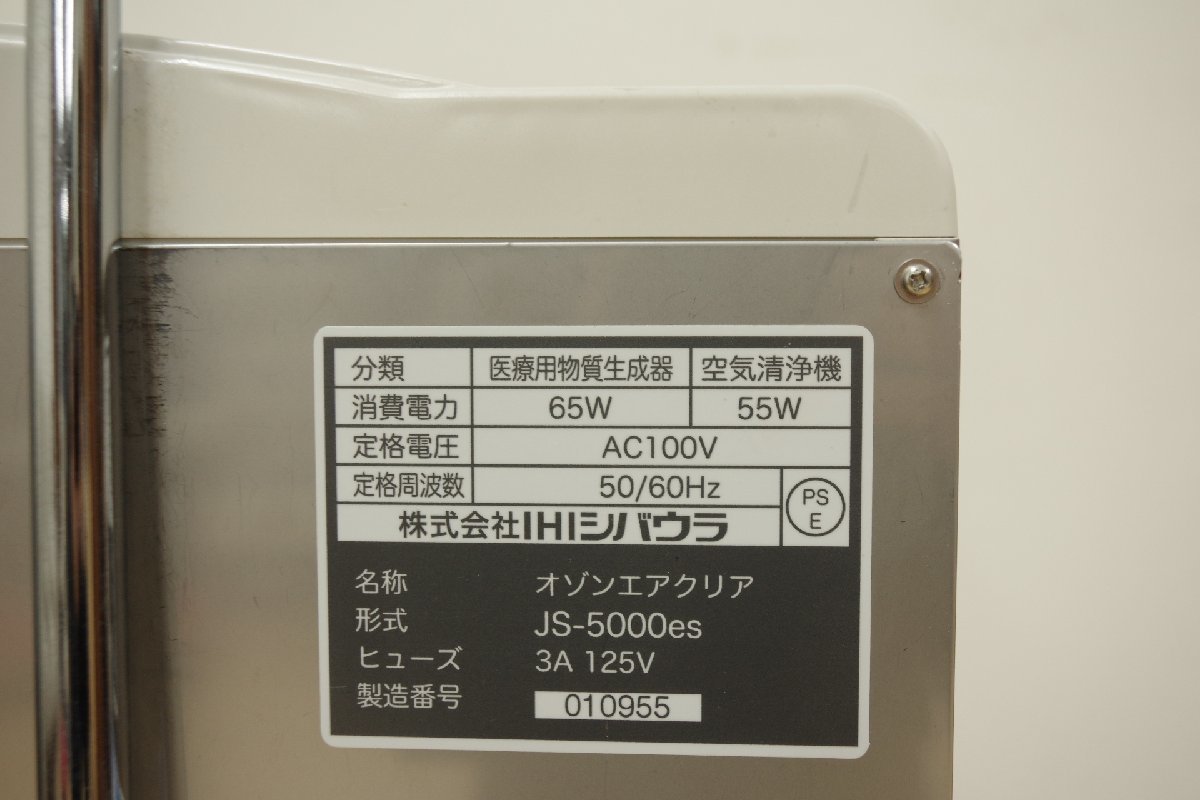 分類 医療用物質生成器 空気清浄機
消費電力 65W 55W
定格電圧 AC100V
定格周波数 50/60Hz
PS
E
株式会社IHIシバウラ
名称 オゾンエアクリア
形式 JS-5000es
ヒューズ 3A 125V
製造番号 010955